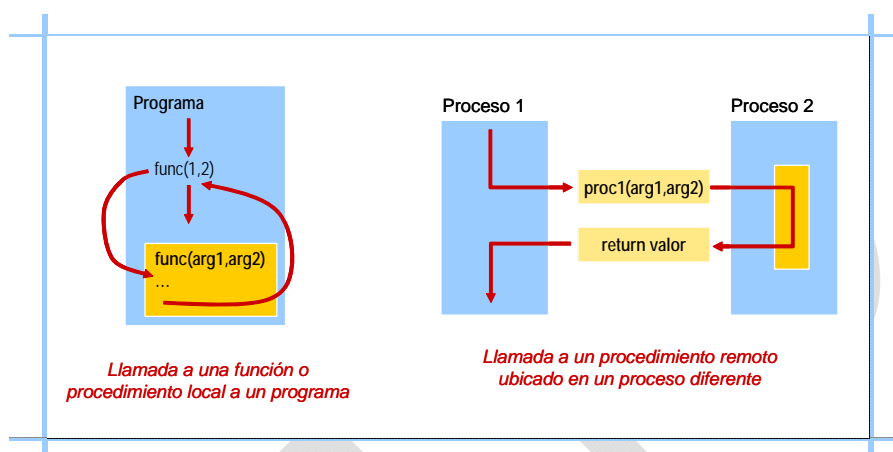 Programa
func(1,2)
func(arg1,arg2)
...
Llamada a una función o
procedimiento local a un programa
Proceso 1
Proceso 2
proc1(arg1,arg2)
return valor
Llamada a un procedimiento remoto
ubicado en un proceso diferente